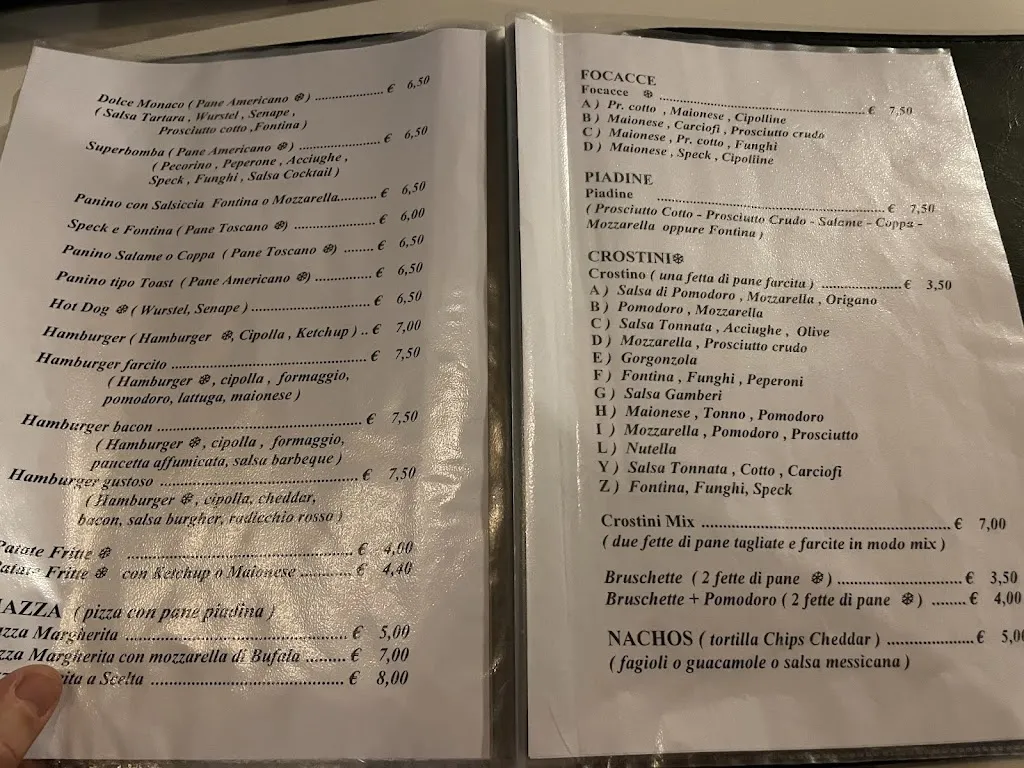 Dolce Monaco ( Pane Americano ❄ ) .................. € 6,50
( Salsa Tartara , Wurstel , Senape ,
Prosciutto cotto ,Fontina )
Superbomba ( Pane Americano ❄ ) ...................... € 6,50
( Pecorino , Peperone , Acciughe ,
Speck , Funghi , Salsa Cocktail )
Panino con Salsiccia Fontina o Mozzarella......... € 6,50
Speck e Fontina ( Pane Toscano ❄ ) .................. € 6,00
Panino Salame o Coppa ( Pane Toscano ❄ ) ....... € 6,50
Panino tipo Toast ( Pane Americano ❄) ............. € 6,50
Hot Dog ❄ ( Wurstel, Senape ) .......................... € 6,50
Hamburger ( Hamburger ❄, Cipolla , Ketchup ) .. € 7,00
Hamburger farcito .......................................... € 7,50
( Hamburger ❄, cipolla , formaggio,
pomodoro, lattuga, maionese )
Hamburger bacon .......................................... € 7,50
( Hamburger ❄, cipolla , formaggio,
pancetta affumicata, salsa barbeque )
Hamburger gustoso ........................................ € 7,50
( Hamburger ❄, cipolla, cheddar,
bacon, salsa burgher, radicchio rosso )
Patate Fritte ❄ .......................................... € 4,00
Patate Fritte ❄ con Ketchup o Maionese .............. € 4,40
( pizza con pane piadina )
Margherita .......................................... € 5,00
Margherita con mozzarella di Bufala ......... € 7,00
a Scelta .......................................... € 8,00
FOCACCE
Focacce ❄ .......................................... € 7,50
A ) Pr. cotto , Maionese , Cipolline
B ) Maionese , Carciofi , Prosciutto crudo
C ) Maionese , Pr. cotto , Funghi
D ) Maionese , Speck , Cipolline
PIADINE
Piadine .......................................... € 7,50
( Prosciutto Cotto - Prosciutto Crudo - Salame - Coppa -
Mozzarella oppure Fontina )
CROSTINI❄
Crostino ( una fetta di pane farcita ) .................... € 3,50
A ) Salsa di Pomodoro , Mozzarella , Origano
B ) Pomodoro , Mozzarella
C ) Salsa Tonnata , Acciughe , Olive
D ) Mozzarella , Prosciutto crudo
E ) Gorgonzola
F ) Fontina , Funghi , Peperoni
G ) Salsa Gamberi
H ) Maionese , Tonno , Pomodoro
I ) Mozzarella , Pomodoro , Prosciutto
L ) Nutella
Y ) Salsa Tonnata , Cotto , Carciofi
Z ) Fontina, Funghi, Speck
Crostini Mix .................................................. € 7,00
( due fette di pane tagliate e farcite in modo mix )
Bruschette ( 2 fette di pane ❄ ) ......................... € 3,50
Bruschette + Pomodoro ( 2 fette di pane ❄ ) ........ € 4,00
NACHOS ( tortilla Chips Cheddar ) .................... € 5,00
( fagioli o guacamole o salsa messicana )